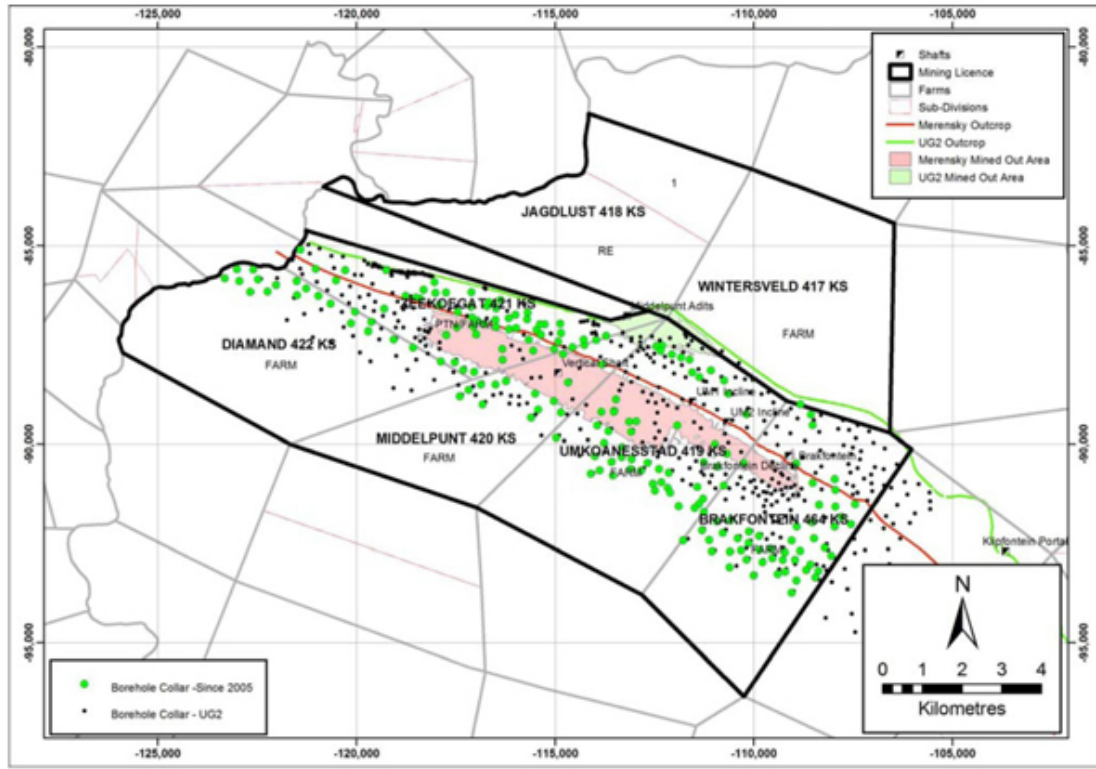 -125,000
-120,000
-115,000
-110,000
-105,000
-80,000
-80,000
Shafts
Mining Licence
Farms
Sub-Divisions
Merensky Outcrop
UG2 Outcrop
Merensky Mined Out Area
UG2 Mined Out Area
1
JAGDLUST 418 KS
RE
-85,000
-85,000
WINTERSVELD 417 KS
421 KS
Middelpunt Adits
FARM
DIAMAND 422 KS
FARM
Vertical Shaft
UM1 Incline
UM2 Incline
MIDDELPUNT 420 KS
FARM
-90,000
-90,000
UMKOANESSTAD 419 KS
FARM
Brakfontein
Brakfontein
BRAKFONTEIN 464 KS
FARM
Klipfontein Portal
N
0 1 2 3 4
Kilometres
-95,000
-95,000
Borehole Collar -Since 2005
Borehole Collar - UG2
-125,000
-120,000
-115,000
-110,000
-105,000